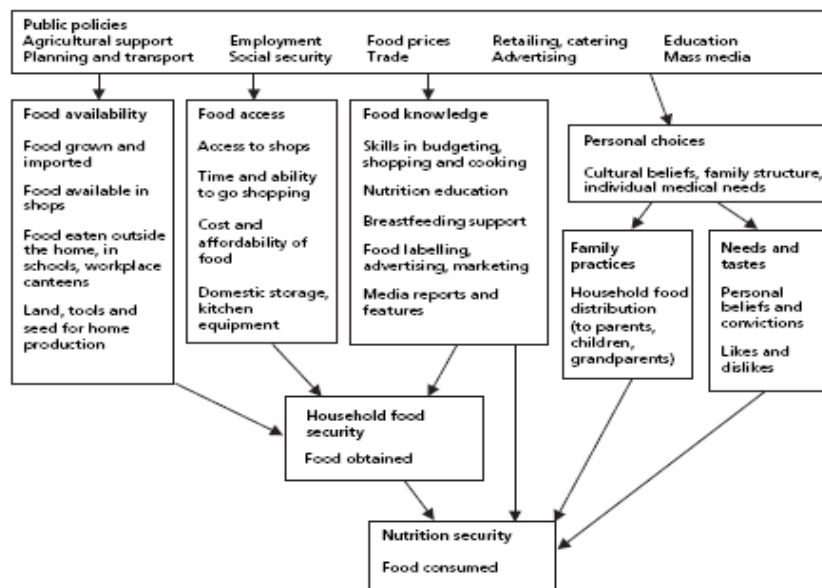 Public policies
Agricultural support Employment Food prices Retailing, catering Education
Planning and transport Social security Trade Advertising Mass media
Food availability
Food grown and
imported
Food available in
shops
Food eaten outside
the home, in
schools, workplace
canteens
Land, tools and
seed for home
production
Food access
Access to shops
Time and ability
to go shopping
Cost and
affordability of
food
Domestic storage,
kitchen
equipment
Food knowledge
Skills in budgeting,
shopping and cooking
Nutrition education
Breastfeeding support
Food labelling,
advertising, marketing
Media reports and
features
Personal choices
Cultural beliefs, family structure,
individual medical needs
Family
practices
Household food
distribution
(to parents,
children,
grandparents)
Needs and
tastes
Personal
beliefs and
convictions
Likes and
dislikes
Household food
security
Food obtained
Nutrition security
Food consumed